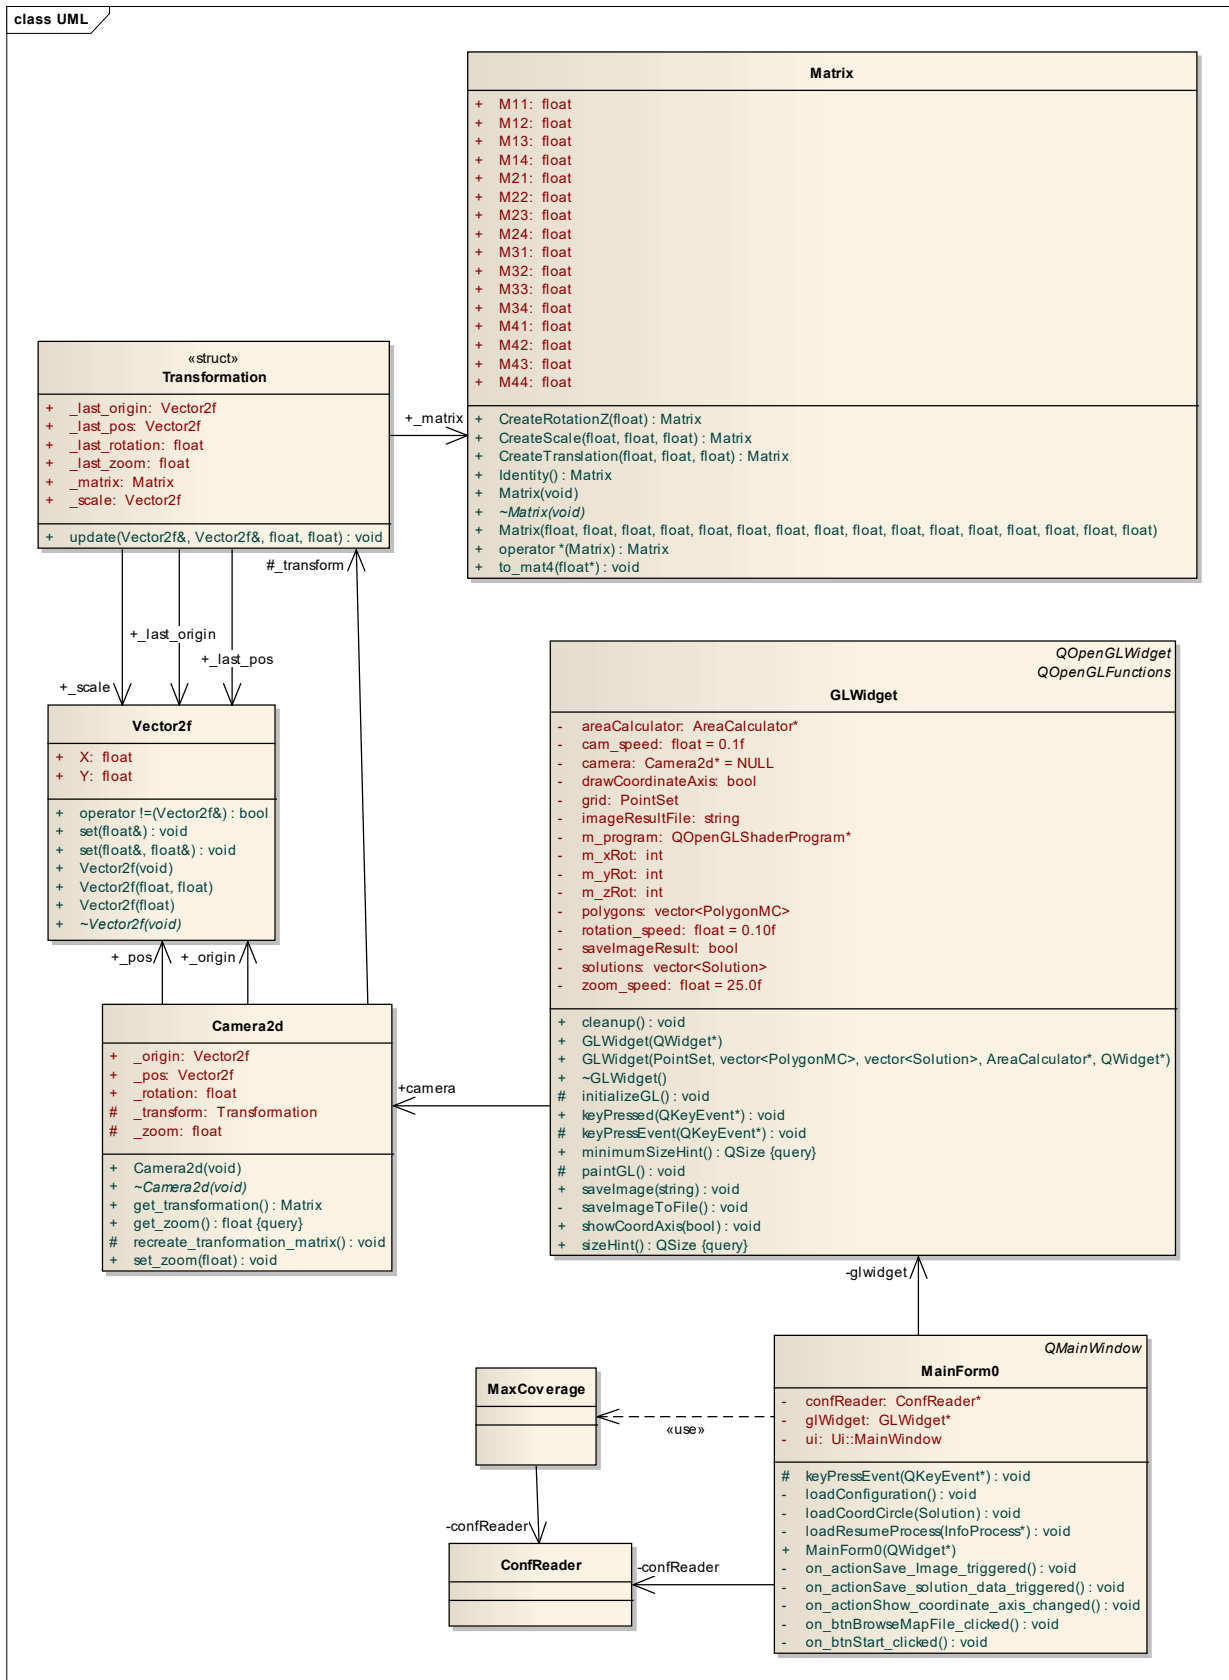 class UML
Matrix
+ M11: float
+ M12: float
+ M13: float
+ M14: float
+ M21: float
+ M22: float
+ M23: float
+ M24: float
+ M31: float
+ M32: float
+ M33: float
+ M34: float
+ M41: float
+ M42: float
+ M43: float
+ M44: float
+ CreateRotationZ(float) : Matrix
+ CreateScale(float, float, float) : Matrix
+ CreateTranslation(float, float, float) : Matrix
+ Identity() : Matrix
+ Matrix(void)
+ ~Matrix(void)
+ Matrix(float, float, float, float, float, float, float, float, float, float, float, float, float, float, float, float)
+ operator *(Matrix) : Matrix
+ to_mat4(float*) : void
«struct»
Transformation
+ _last_origin: Vector2f
+ _last_pos: Vector2f
+ _last_rotation: float
+ _last_zoom: float
+ _matrix: Matrix
+ _scale: Vector2f
+ update(Vector2f&, Vector2f&, float, float) : void
+_matrix
#_transform
+_last_origin
+_last_pos
+_scale
Vector2f
+ X: float
+ Y: float
+ operator !=(Vector2f&) : bool
+ set(float&) : void
+ set(float&, float&) : void
+ Vector2f(void)
+ Vector2f(float, float)
+ Vector2f(float)
+ ~Vector2f(void)
+_pos
+_origin
Camera2d
+ _origin: Vector2f
+ _pos: Vector2f
+ _rotation: float
# _transform: Transformation
# _zoom: float
+ Camera2d(void)
+ ~Camera2d(void)
+ get_transformation() : Matrix
+ get_zoom() : float {query}
# recreate_tranformation_matrix() : void
+ set_zoom(float) : void
+camera
QOpenGLWidget
QOpenGLFunctions
GLWidget
- areaCalculator: AreaCalculator*
- cam_speed: float = 0.1f
- camera: Camera2d* = NULL
- drawCoordinateAxis: bool
- grid: PointSet
- imageResultFile: string
- m_program: QOpenGLShaderProgram*
- m_xRot: int
- m_yRot: int
- m_zRot: int
- polygons: vector<PolygonMC>
- rotation_speed: float = 0.10f
- saveImageResult: bool
- solutions: vector<Solution>
- zoom_speed: float = 25.0f
+ cleanup() : void
+ GLWidget(QWidget*)
+ GLWidget(PointSet, vector<PolygonMC>, vector<Solution>, AreaCalculator*, QWidget*)
+ ~GLWidget()
# initializeGL() : void
+ keyPressed(QKeyEvent*) : void
# keyPressEvent(QKeyEvent*) : void
+ minimumSizeHint() : QSize {query}
# paintGL() : void
+ saveImage(string) : void
- saveImageToFile() : void
+ showCoordAxis(bool) : void
+ sizeHint() : QSize {query}
-glwidget
QMainWindow
MainForm0
- confReader: ConfReader*
- glWidget: GLWidget*
- ui: Ui::MainWindow
# keyPressEvent(QKeyEvent*) : void
- loadConfiguration() : void
- loadCoordCircle(Solution) : void
- loadResumeProcess(InfoProcess*) : void
+ MainForm0(QWidget*)
- on_actionSave_Image_triggered() : void
- on_actionSave_solution_data_triggered() : void
- on_actionShow_coordinate_axis_changed() : void
- on_btnBrowseMapFile_clicked() : void
- on_btnStart_clicked() : void
MaxCoverage
«use»
-confReader
-confReader
ConfReader